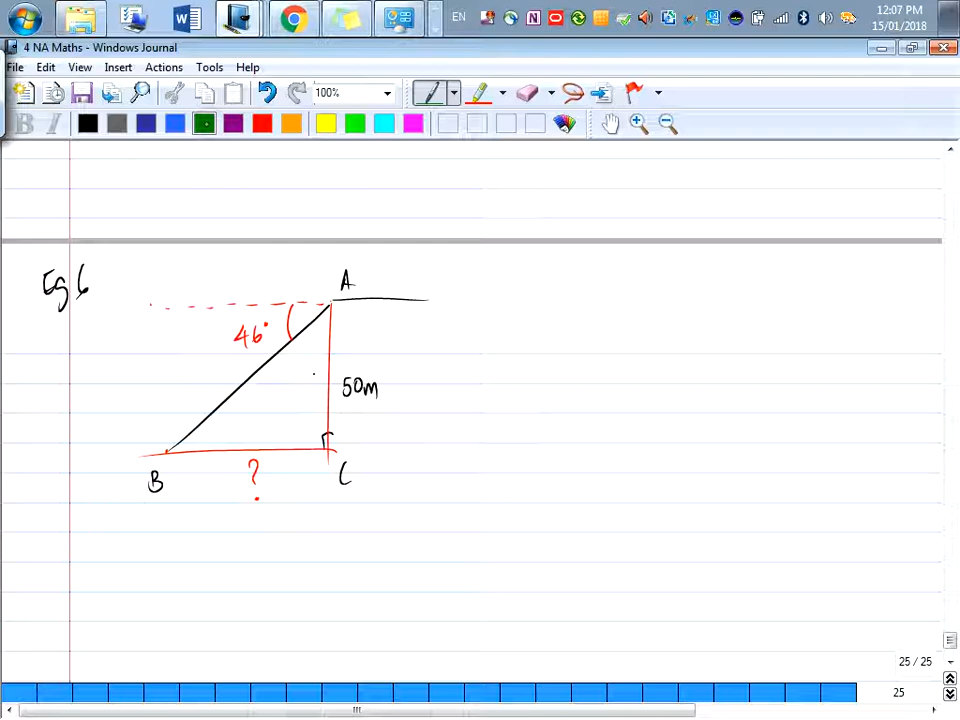 EN
12:07 PM
15/01/2018
4 NA Maths - Windows Journal
File Edit View Insert Actions Tools Help
100%
B I
Eg 6
A
46°
50m
B
?
C
25 / 25
25